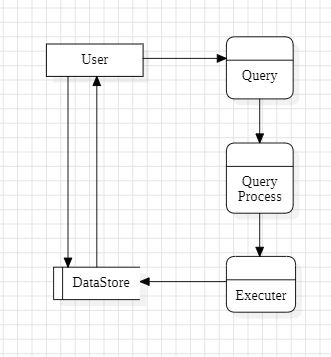 User
Query
Query
Process
DataStore
Executer